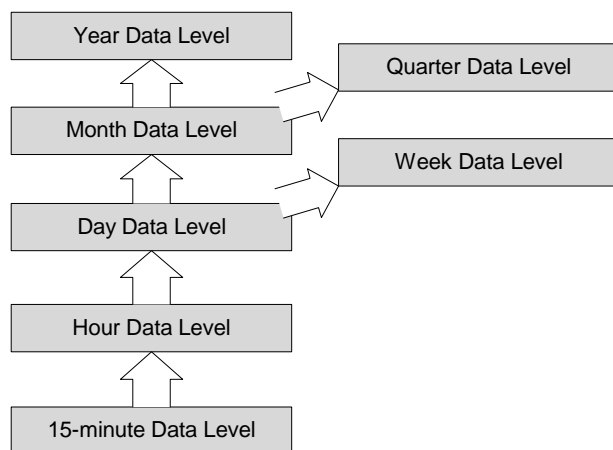 Year Data Level
Quarter Data Level
Month Data Level
Week Data Level
Day Data Level
Hour Data Level
15-minute Data Level